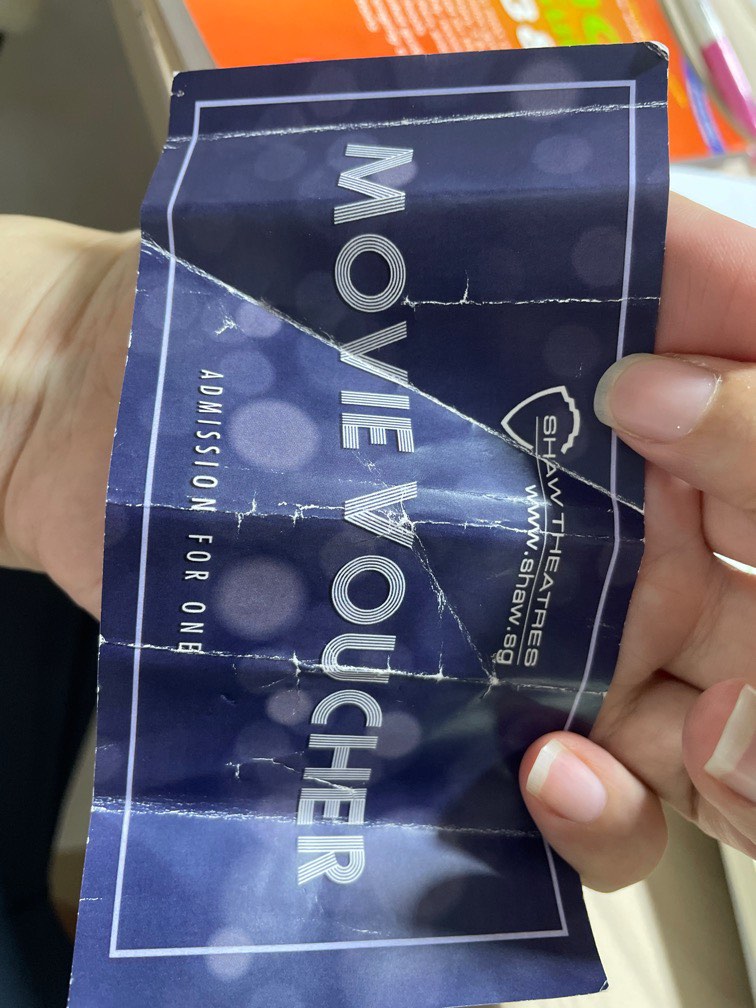 SHAW THEATRES
www.shaw.sg
MOVIE VOUCHER
ADMISSION FOR ONE